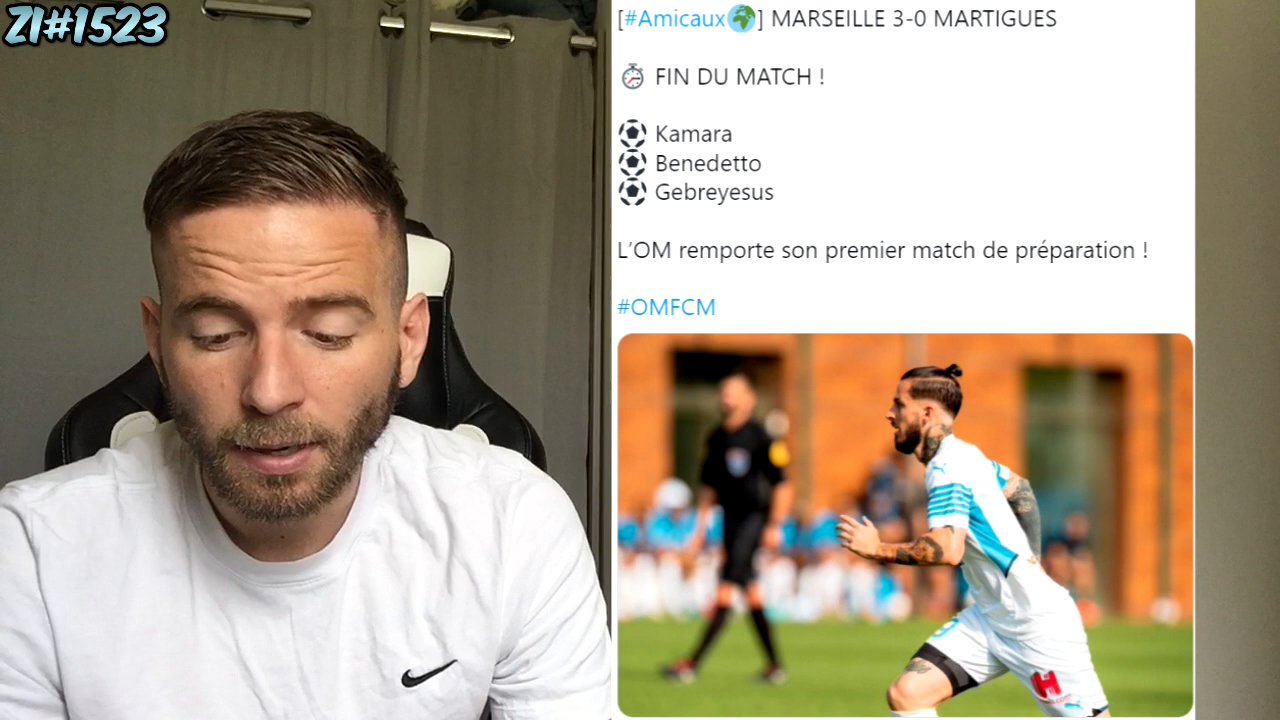 ZI#1523
[#Amicaux🌍] MARSEILLE 3-0 MARTIGUES
⏱ FIN DU MATCH !
⚽ Kamara
⚽ Benedetto
⚽ Gebreyesus
L’OM remporte son premier match de préparation !
#OMFCM
H